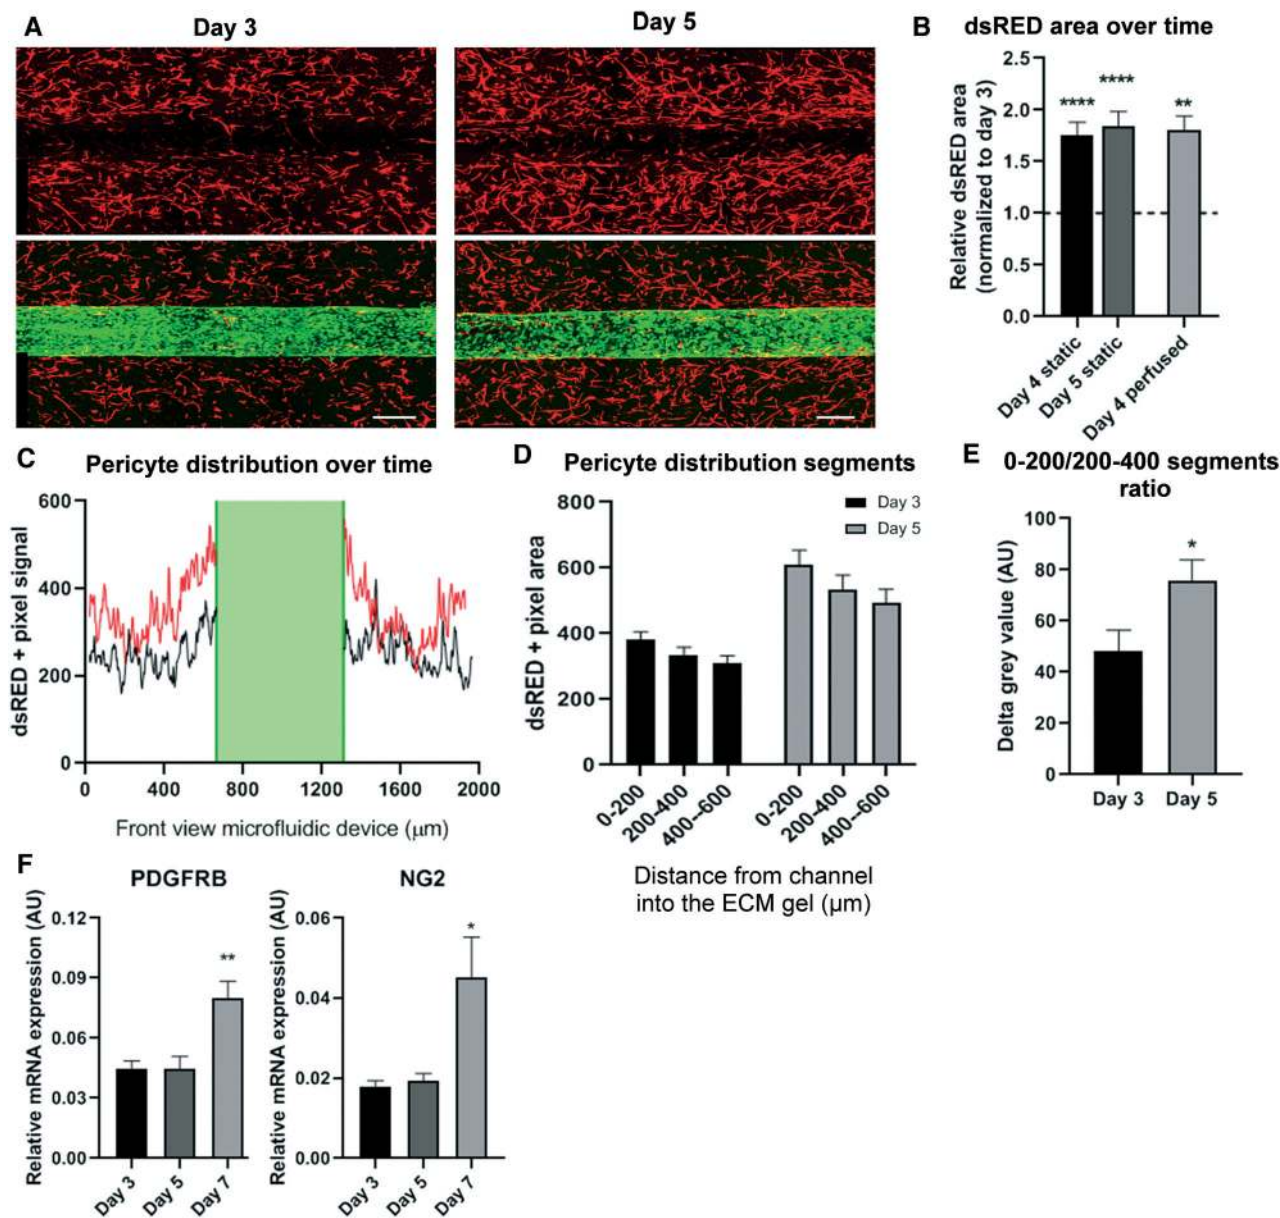 A
Day 3
Day 5
B
dsRED area over time
Relative dsRED area
(normalized to day 3)
2.5
2.0
1.5
1.0
0.5
0.0
****
****
**
Day 4 static
Day 5 static
Day 4 perfused
C
Pericyte distribution over time
dsRED + pixel signal
600
400
200
0
0
400
800
1200
1600
2000
Front view microfluidic device (μm)
D
Pericyte distribution segments
Day 3
Day 5
dsRED + pixel area
800
600
400
200
0
0-200
200-400
400--600
0-200
200-400
400--600
Distance from channel
into the ECM gel (μm)
E
0-200/200-400 segments
ratio
Delta grey value (AU)
100
80
60
40
20
0
*
Day 3
Day 5
F
PDGFRB
Relative mRNA expression (AU)
0.12
0.09
0.06
0.03
0.00
**
Day 3
Day 5
Day 7
NG2
Relative mRNA expression (AU)
0.06
0.04
0.02
0.00
*
Day 3
Day 5
Day 7